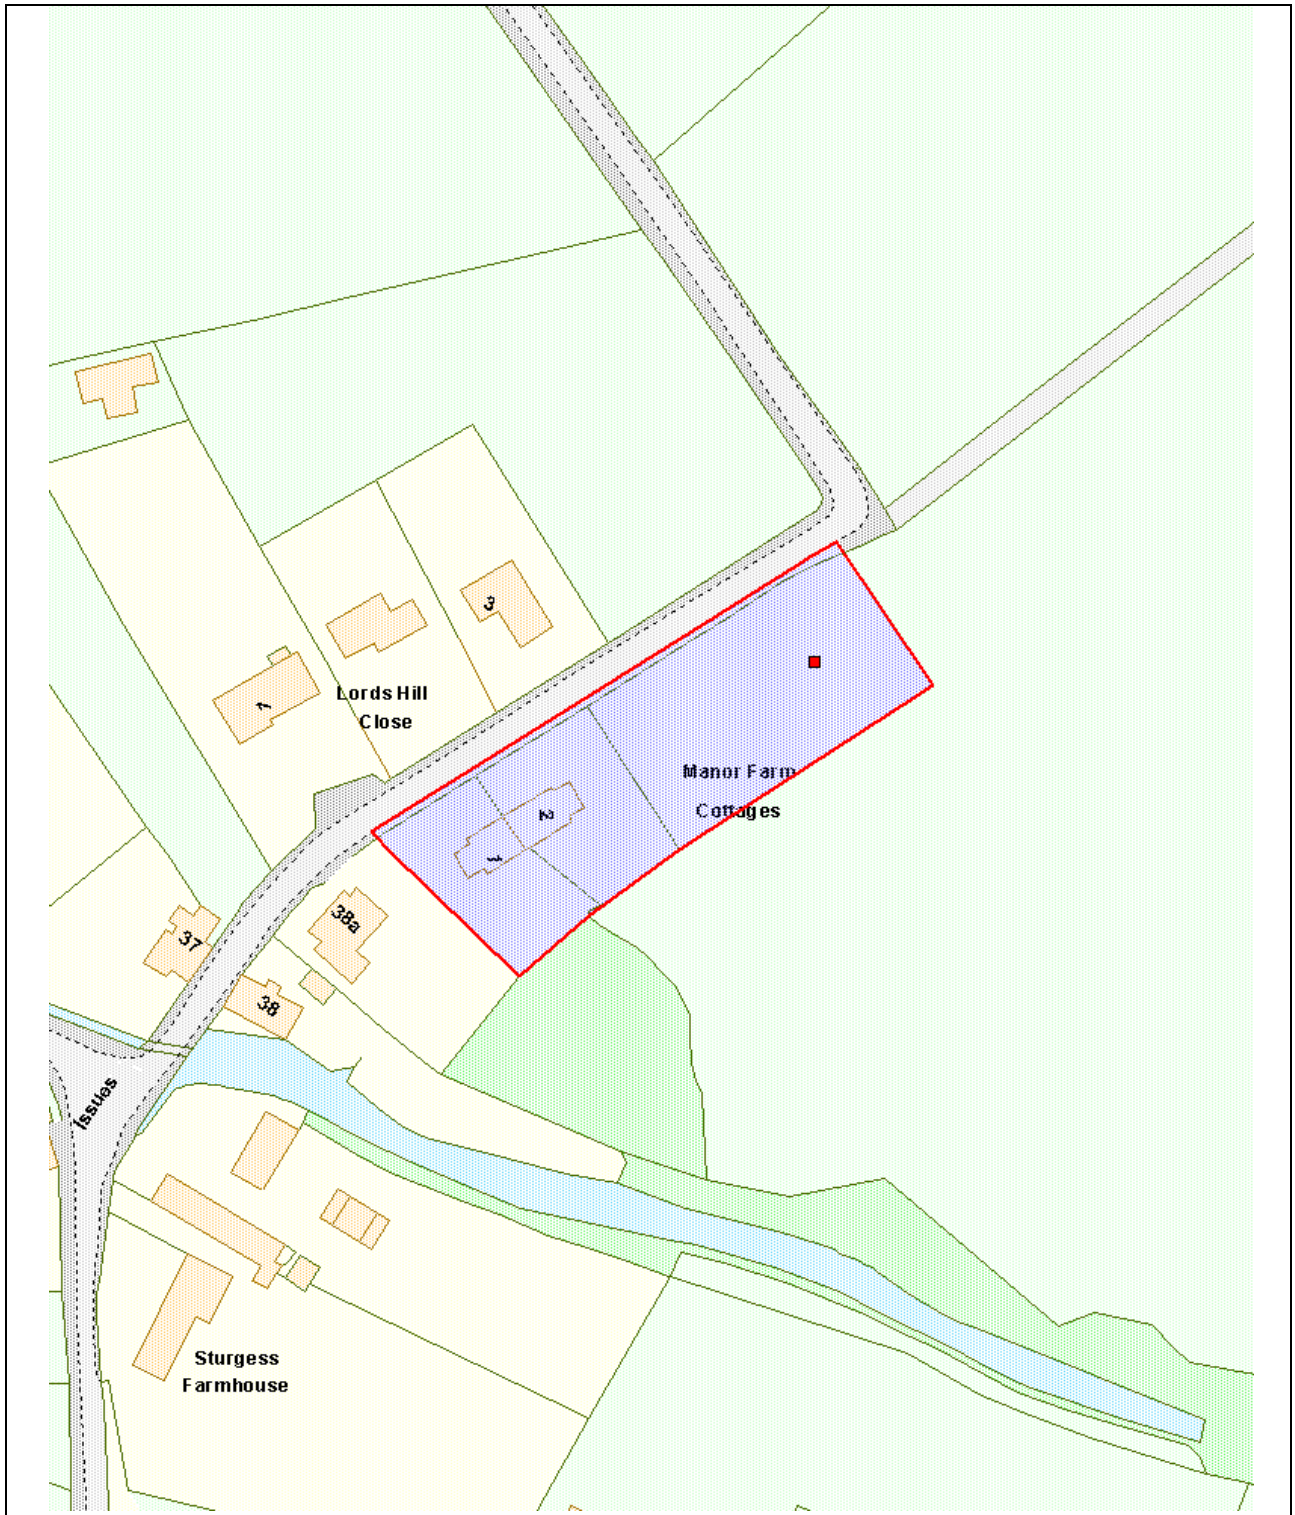 3
1
Lords Hill
Close
Manor Farm
Cottages
2
1
38a
37
38
Issues
Sturgess
Farmhouse